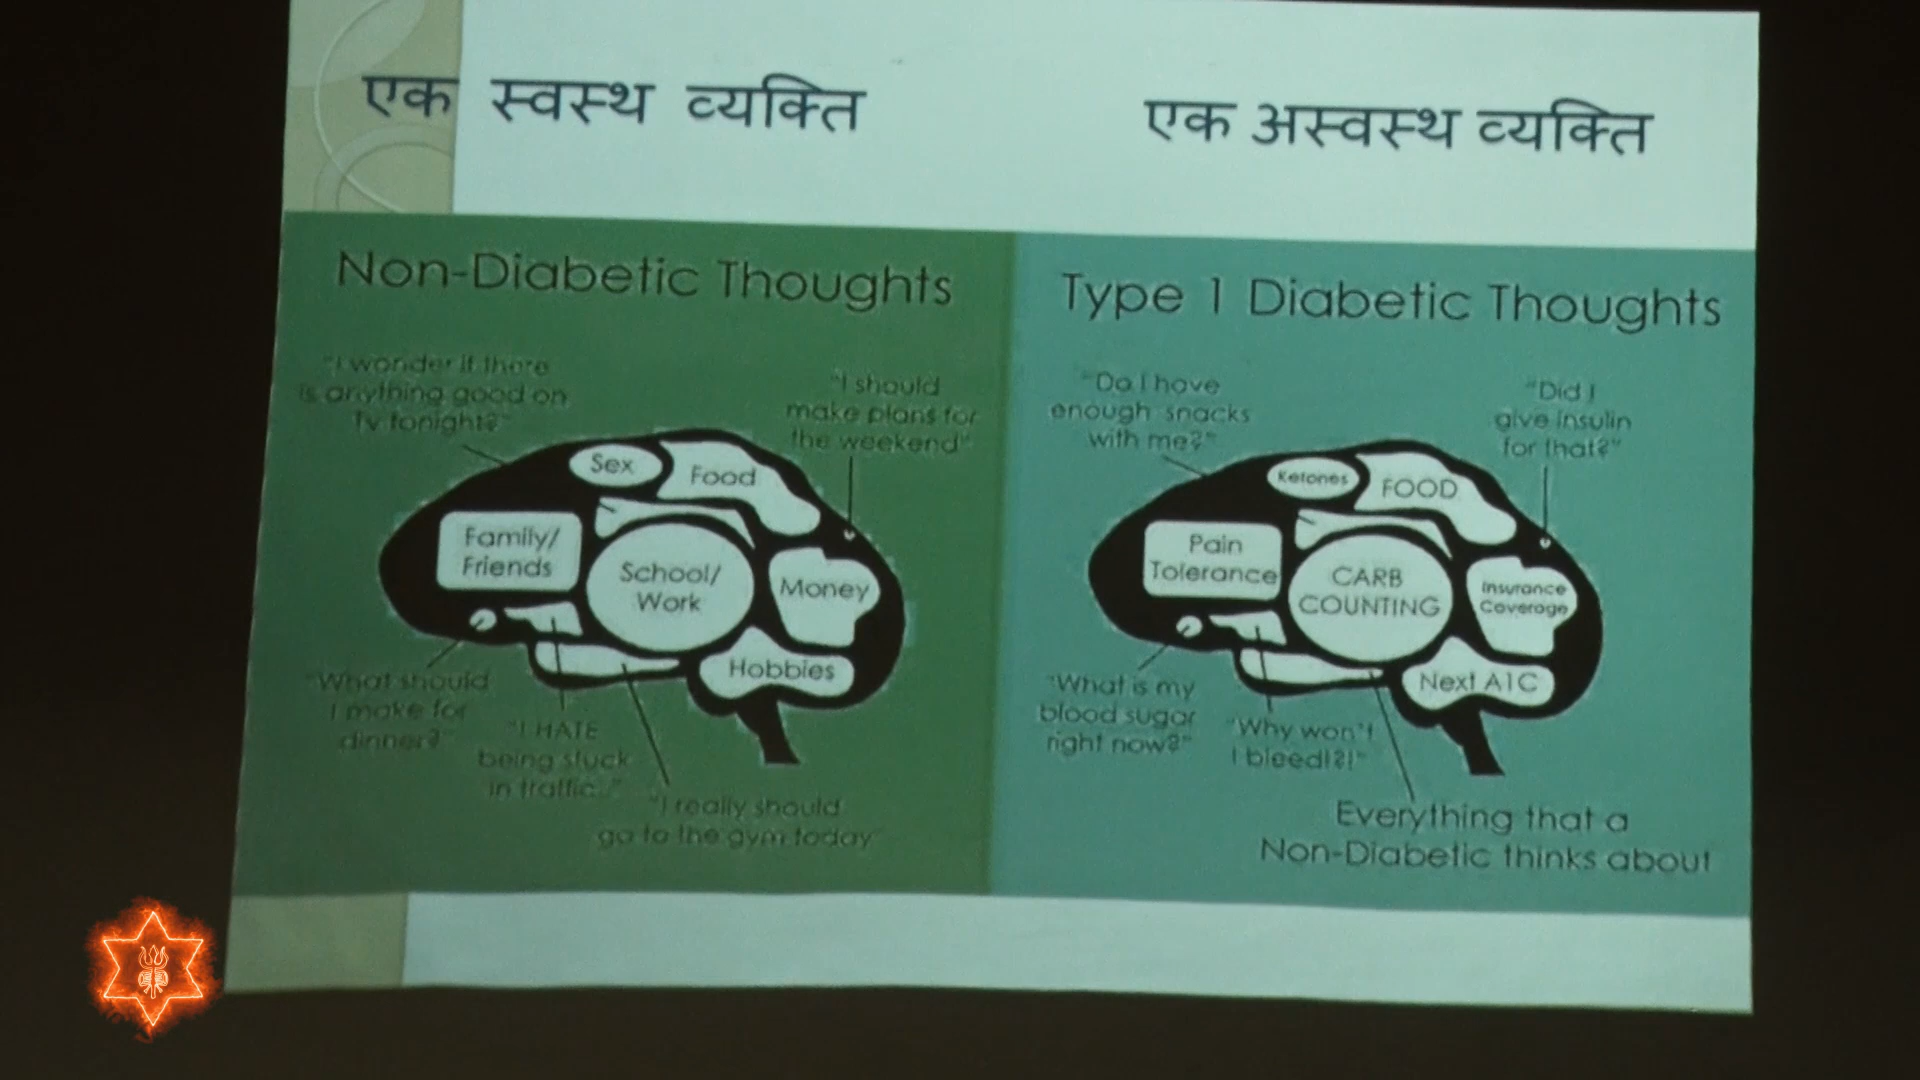 एक स्वस्थ व्यक्ति
एक अस्वस्थ व्यक्ति
Non-Diabetic Thoughts
"I wonder if there
is anything good on
Tv tonight?"
"I should
make plans for
the weekend"
Sex
Food
Family/
Friends
School/
Work
Money
Hobbies
"What should
I make for
dinner?"
"I HATE
being stuck
in traffic.."
"I really should
go to the gym today"
Type 1 Diabetic Thoughts
"Do I have
enough snacks
with me?"
"Did I
give insulin
for that?"
Ketones
FOOD
Pain
Tolerance
CARB
COUNTING
Insurance
Coverage
Next A1C
"What is my
blood sugar
right now?"
"Why won't
I bleed!?!"
Everything that a
Non-Diabetic thinks about